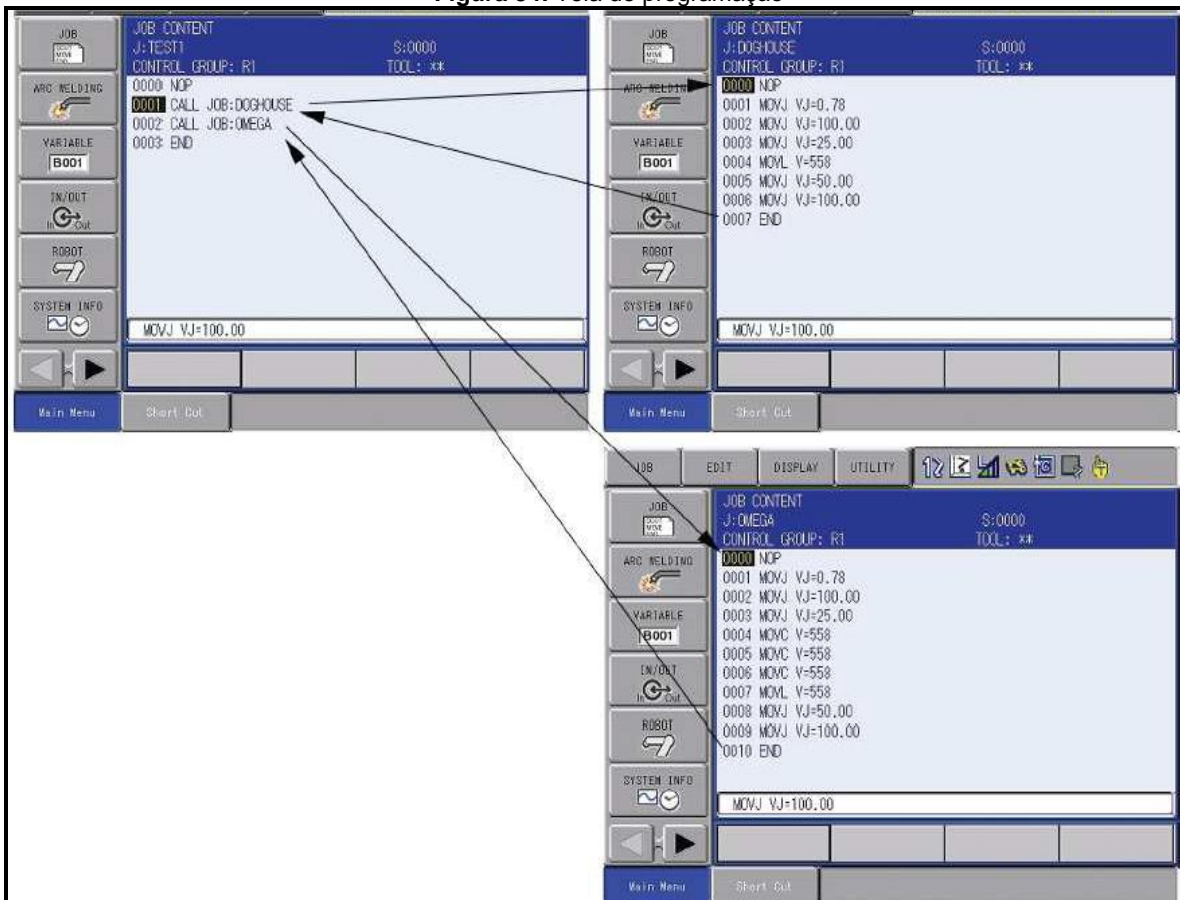 Tela de programação
JOB
JOB CONTENT
J:TEST1 S:0000
CONTROL GROUP: R1 TOOL: **
ARC WELDING
VARIABLE
B001
IN/OUT
In Out
ROBOT
SYSTEM INFO
0000 NOP
0001 CALL JOB:DOGHOUSE
0002 CALL JOB:OMEGA
0003 END
MOVJ VJ=100.00
Main Menu Short Cut
JOB
JOB CONTENT
J:DOGHOUSE S:0000
CONTROL GROUP: R1 TOOL: **
ARC WELDING
VARIABLE
B001
IN/OUT
In Out
ROBOT
SYSTEM INFO
0000 NOP
0001 MOVJ VJ=0.78
0002 MOVJ VJ=100.00
0003 MOVJ VJ=25.00
0004 MOVL V=558
0005 MOVJ VJ=50.00
0006 MOVJ VJ=100.00
0007 END
MOVJ VJ=100.00
Main Menu Short Cut
JOB EDIT DISPLAY UTILITY
JOB
JOB CONTENT
J:OMEGA S:0000
CONTROL GROUP: R1 TOOL: **
ARC WELDING
VARIABLE
B001
IN/OUT
In Out
ROBOT
SYSTEM INFO
0000 NOP
0001 MOVJ VJ=0.78
0002 MOVJ VJ=100.00
0003 MOVJ VJ=25.00
0004 MOVC V=558
0005 MOVC V=558
0006 MOVC V=558
0007 MOVL V=558
0008 MOVJ VJ=50.00
0009 MOVJ VJ=100.00
0010 END
MOVJ VJ=100.00
Main Menu Short Cut